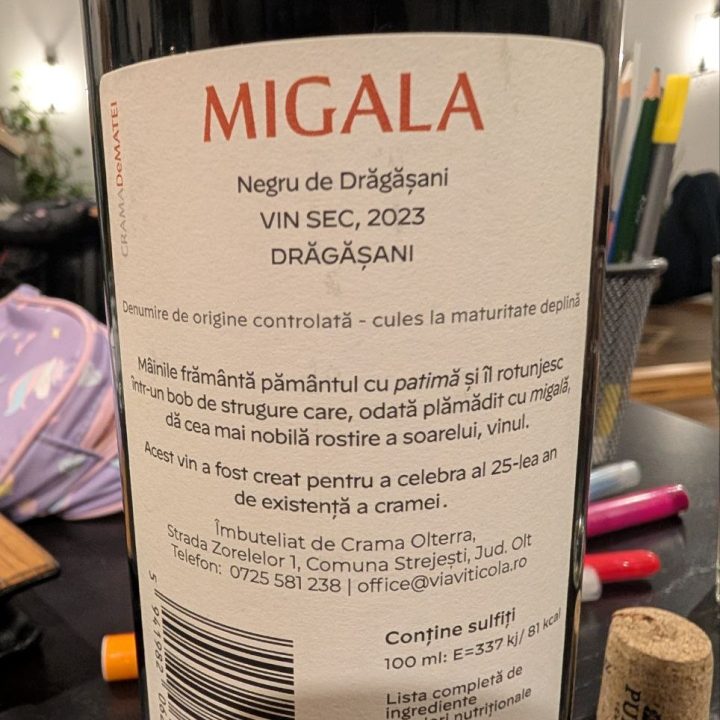 MIGALA
CRAMADeMATEI
Negru de Drăgășani
VIN SEC, 2023
DRĂGĂȘANI
Denumire de origine controlată - cules la maturitate deplină
Mâinile frământă pământul cu patimă și îl rotunjesc
într-un bob de strugure care, odată plămădit cu migală,
dă cea mai nobilă rostire a soarelui, vinul.
Acest vin a fost creat pentru a celebra al 25-lea an
de existență a cramei.
Îmbuteliat de Crama Olterra,
Strada Zorelelor 1, Comuna Strejești, Jud. Olt
Telefon: 0725 581 238 | office@viaviticola.ro
5 941982
Conține sulfiți
100 ml: E=337 kj/ 81 kcal
Lista completă de
ingrediente
nutriționale